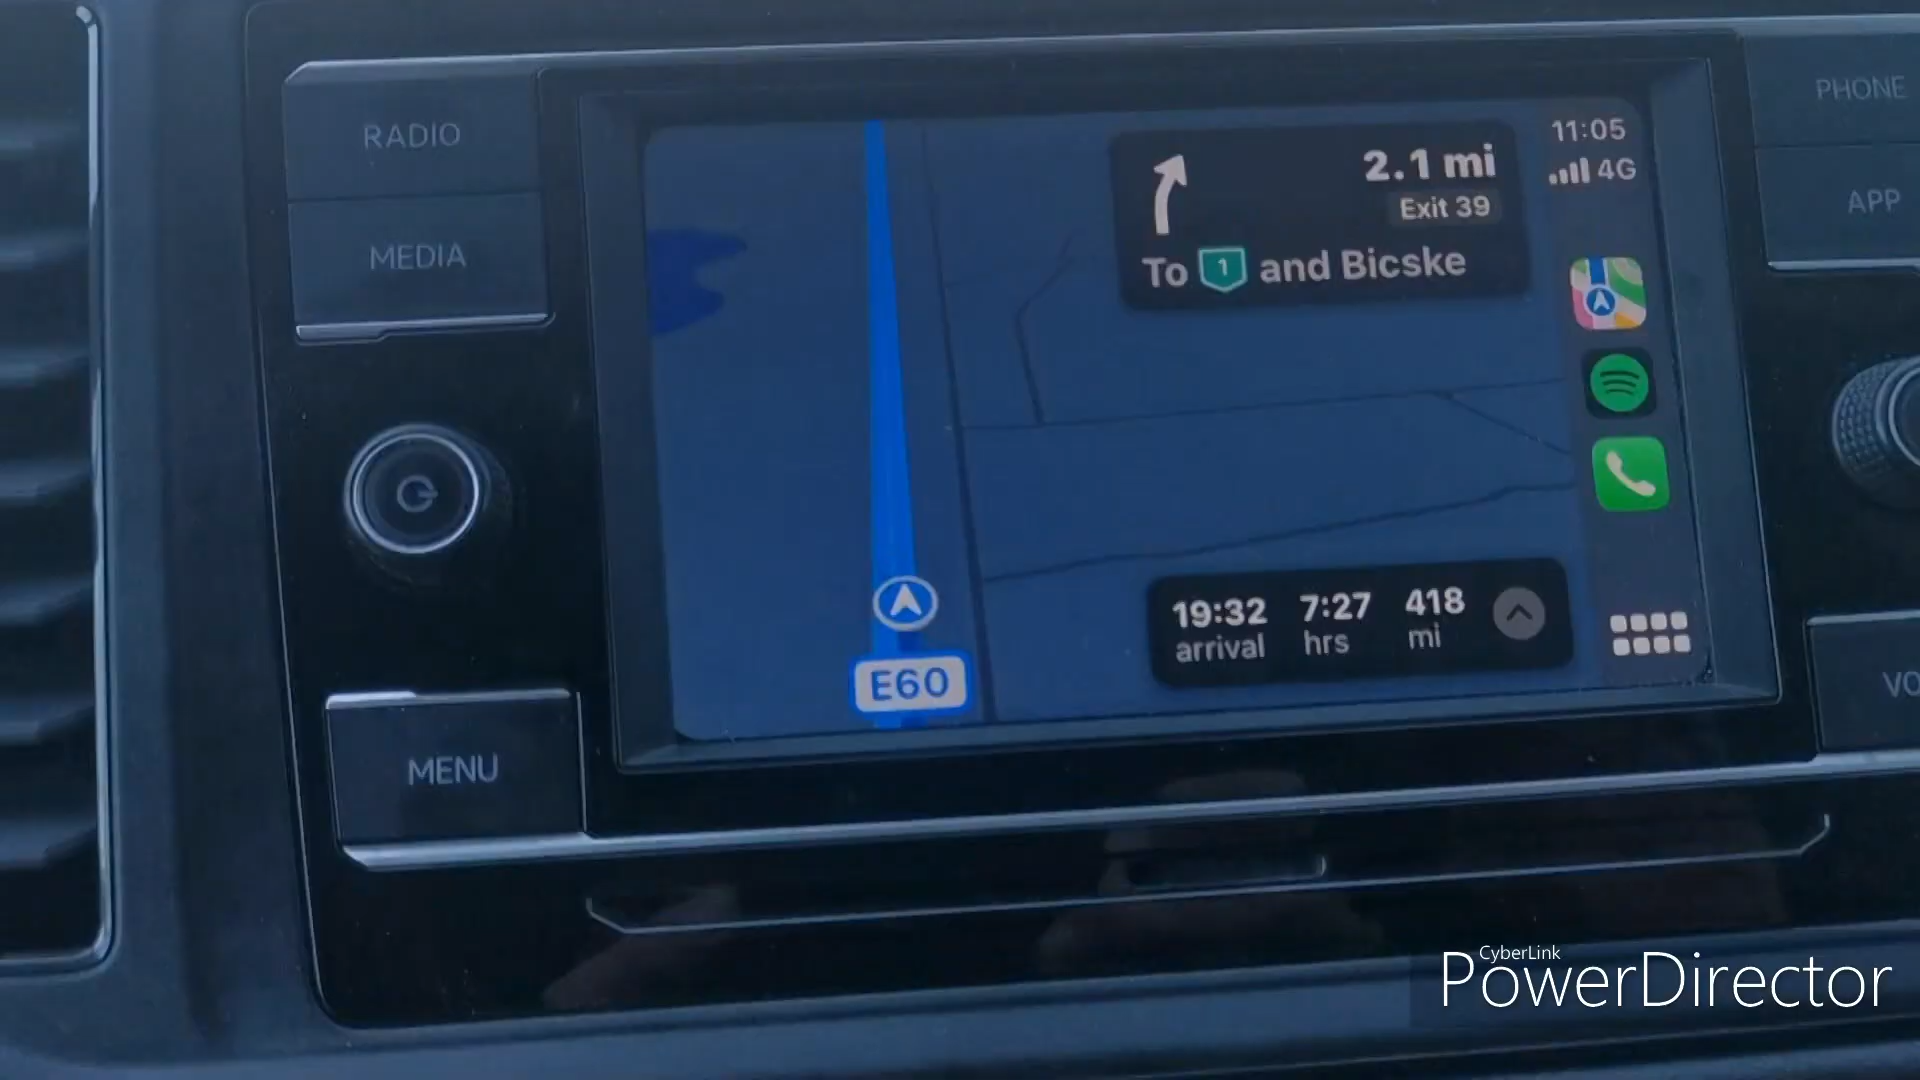 RADIO
MEDIA
MENU
2.1 mi
Exit 39
To 1 and Bicske
11:05
4G
E60
19:32 7:27 418
arrival hrs mi
PHONE
APP
CyberLink
PowerDirector